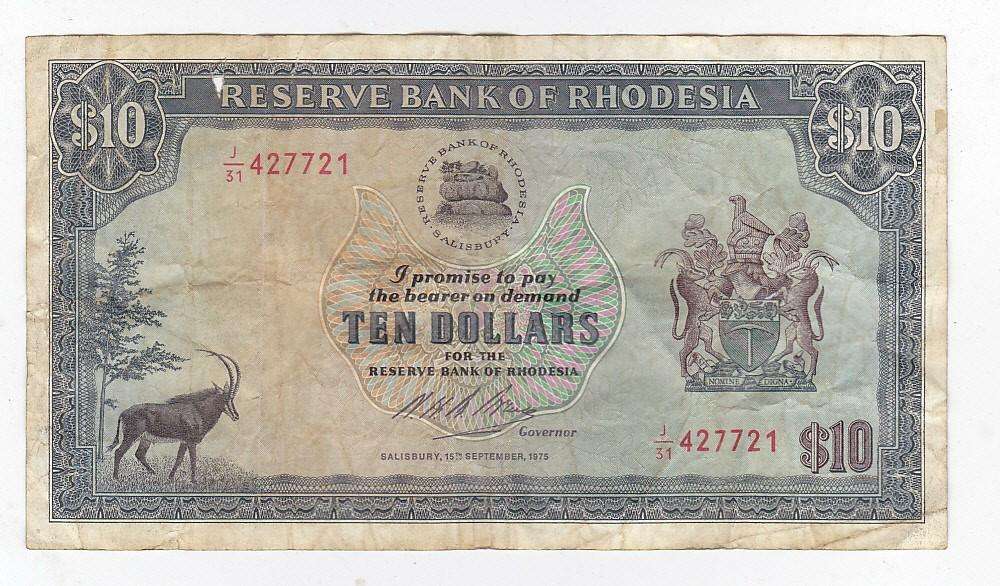 RESERVE BANK OF RHODESIA
$10
$10
J/31 427721
RESERVE BANK OF RHODESIA
· SALISBURY ·
I promise to pay
the bearer on demand
TEN DOLLARS
FOR THE
RESERVE BANK OF RHODESIA
Governor
SALISBURY, 15TH SEPTEMBER, 1975
NOMINE DIGNA
J/31 427721
$10